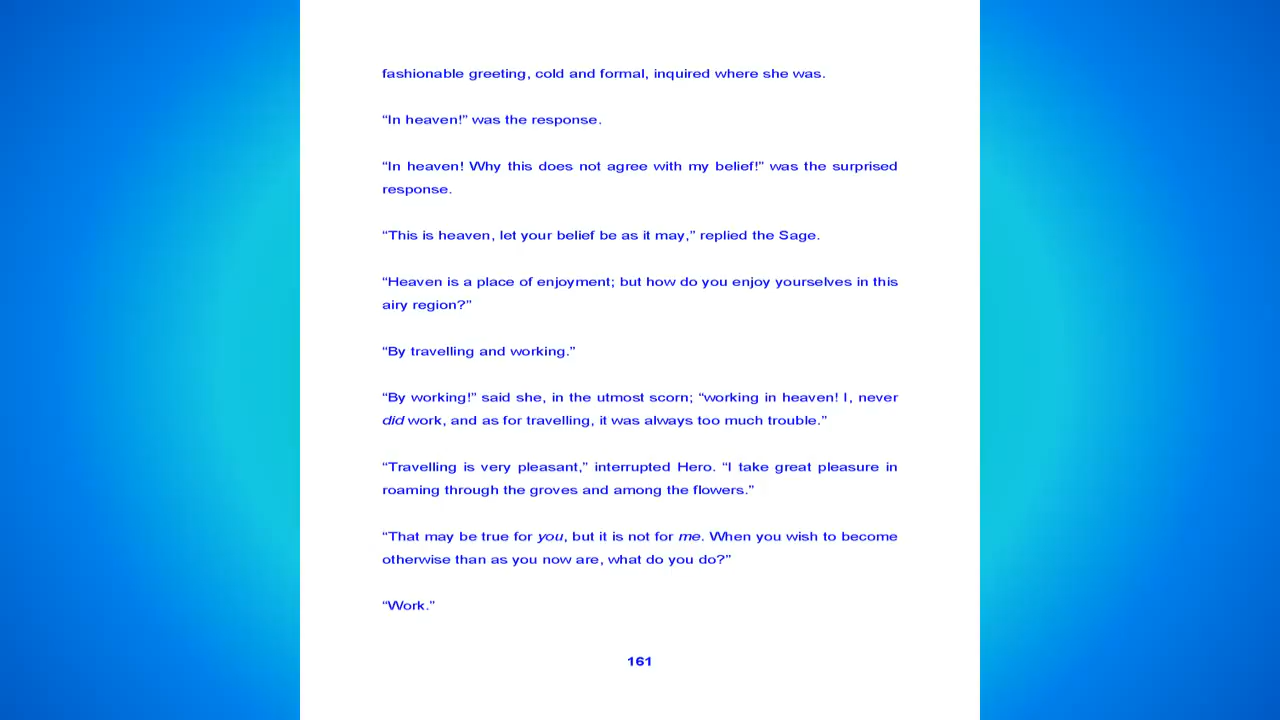 fashionable greeting, cold and formal, inquired where she was.
“In heaven!” was the response.
“In heaven! Why this does not agree with my belief!” was the surprised
response.
“This is heaven, let your belief be as it may,” replied the Sage.
“Heaven is a place of enjoyment; but how do you enjoy yourselves in this
airy region?”
“By travelling and working.”
“By working!” said she, in the utmost scorn; “working in heaven! I, never
did work, and as for travelling, it was always too much trouble.”
“Travelling is very pleasant,” interrupted Hero. “I take great pleasure in
roaming through the groves and among the flowers.”
“That may be true for you, but it is not for me. When you wish to become
otherwise than as you now are, what do you do?”
“Work.”
161